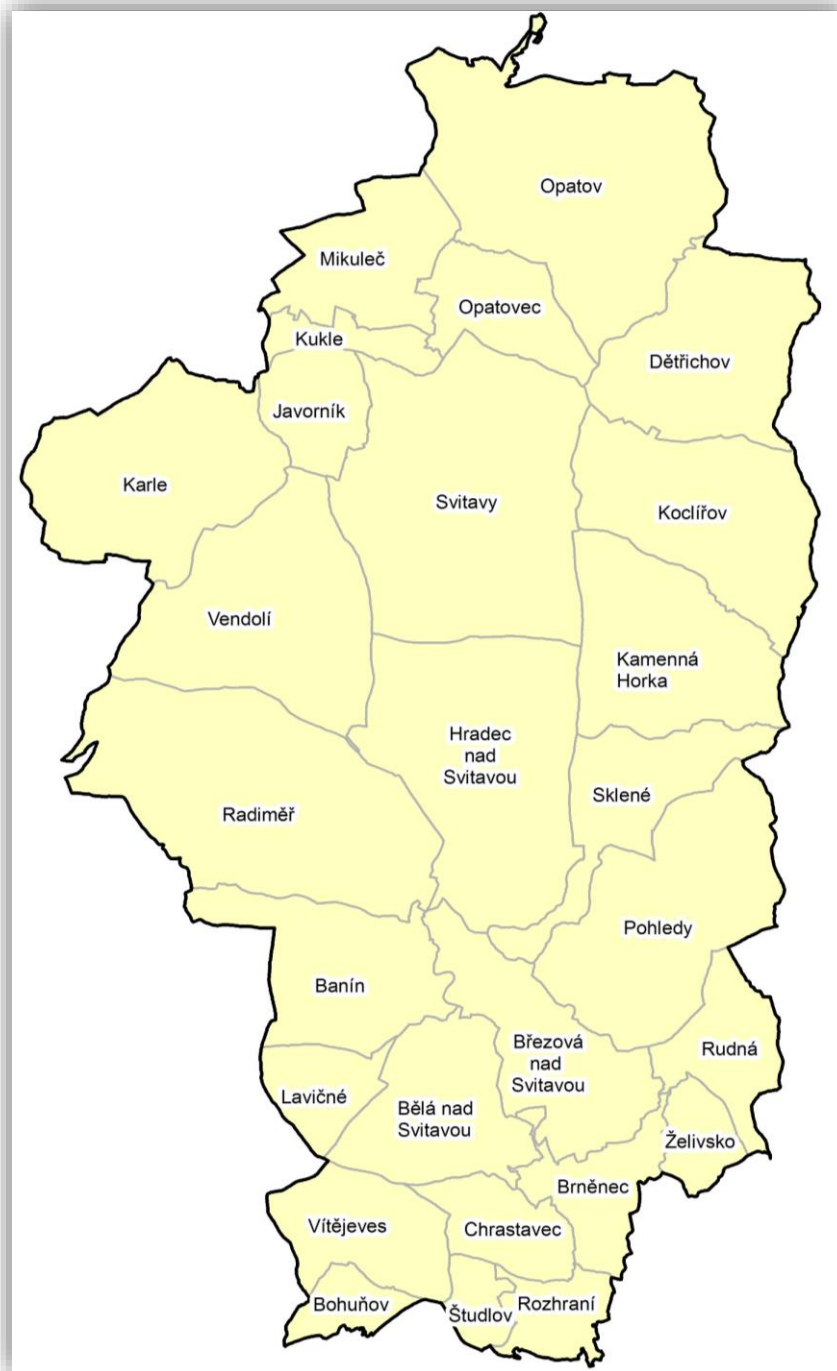 Opatov
Mikuleč
Opatovec
Kukle
Dětřichov
Javorník
Karle
Svitavy
Koclířov
Vendolí
Kamenná
Horka
Hradec
nad
Svitavou
Sklené
Radiměř
Pohledy
Banín
Březová
nad
Svitavou
Rudná
Lavičné
Bělá nad
Svitavou
Želivsko
Brněnec
Vítějeves
Chrastavec
Bohuňov
Študlov
Rozhraní